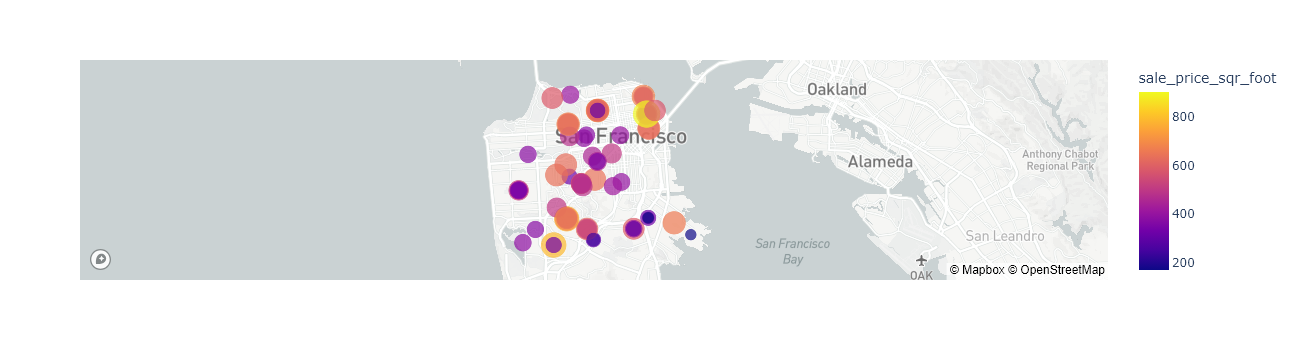 sale_price_sqr_foot
800
600
400
200
Oakland
San Francisco
Alameda
Anthony Chabot
Regional Park
San Leandro
San Francisco
Bay
OAK
© Mapbox © OpenStreetMap